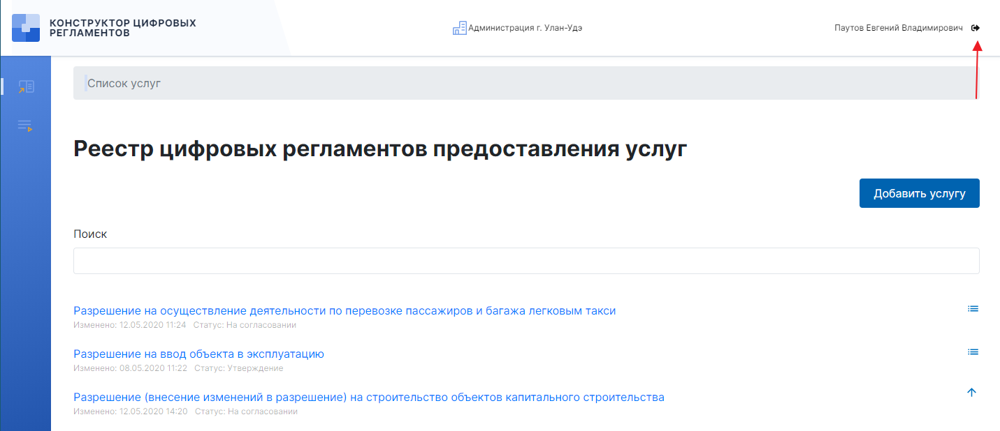 КОНСТРУКТОР ЦИФРОВЫХ
РЕГЛАМЕНТОВ
Администрация г. Улан-Удэ
Паутов Евгений Владимирович
Список услуг
Реестр цифровых регламентов предоставления услуг
Добавить услугу
Поиск
Разрешение на осуществление деятельности по перевозке пассажиров и багажа легковым такси
Изменено: 12.05.2020 11:24 Статус: На согласовании
Разрешение на ввод объекта в эксплуатацию
Изменено: 08.05.2020 11:22 Статус: Утверждение
Разрешение (внесение изменений в разрешение) на строительство объектов капитального строительства
Изменено: 12.05.2020 14:20 Статус: На согласовании